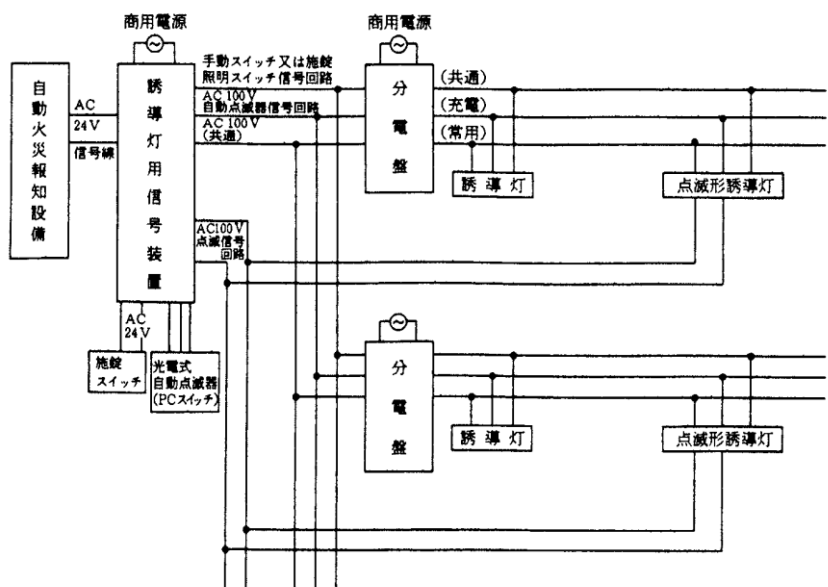 商用電源
商用電源
自動火災報知設備
AC
24V
信号線
誘導灯用信号装置
手動スイッチ又は施錠
照明スイッチ信号回路
AC 100V
自動点滅器信号回路
AC 100V
(共通)
AC100V
点滅信号
回路
分電盤
(共通)
(充電)
(常用)
誘導灯
点滅形誘導灯
AC
24V
施錠
スイッチ
光電式
自動点滅器
(PCスイッチ)
分電盤
誘導灯
点滅形誘導灯